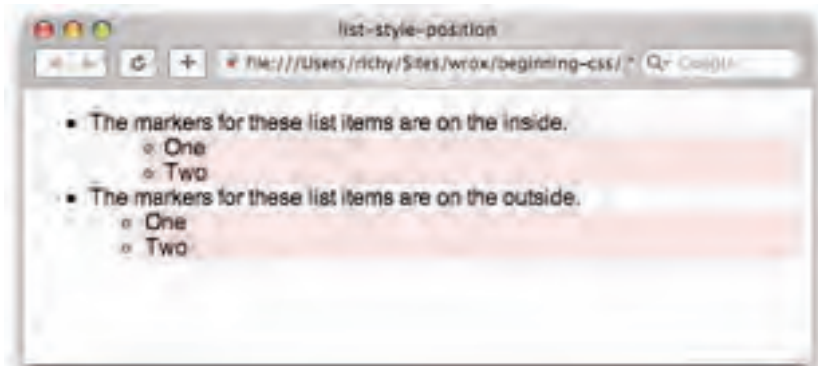 list-style-position
file:///Users/richy/Sites/wrox/beginning-css/
Google
The markers for these list items are on the inside.
One
Two
The markers for these list items are on the outside.
One
Two